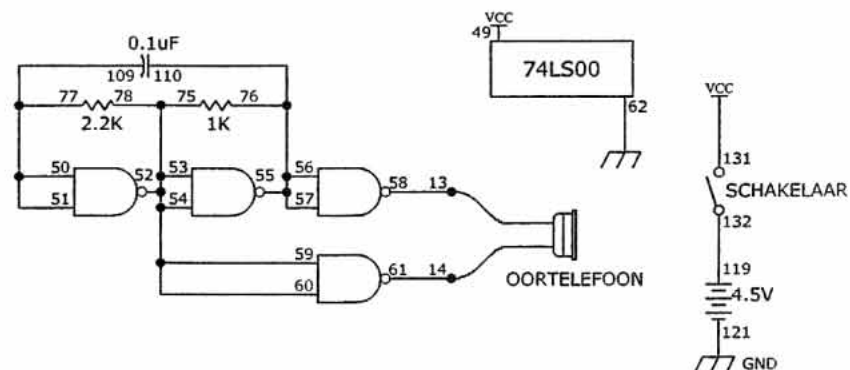 0.1uF
109 110
77 78 75 76
2.2K 1K
50 51 52
53 54 55
56 57 58 13
59 60 61 14
OORTELEFOON
VCC
49
74LS00
62
VCC
131
SCHAKELAAR
132
119
4.5V
121
GND